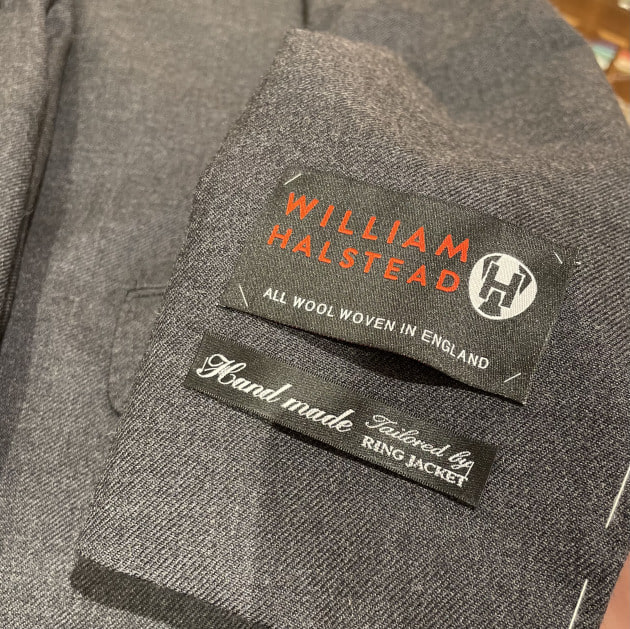 WILLIAM
HALSTEAD
H
ALL WOOL WOVEN IN ENGLAND
Hand made
Tailored by
RING JACKET